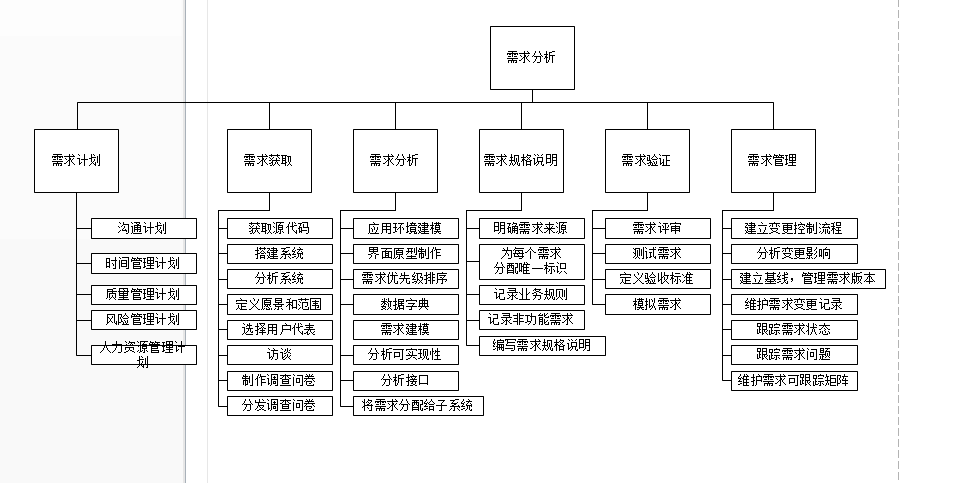 需求分析
需求计划
需求获取
需求分析
需求规格说明
需求验证
需求管理
沟通计划
时间管理计划
质量管理计划
风险管理计划
人力资源管理计
划
获取源代码
搭建系统
分析系统
定义愿景和范围
选择用户代表
访谈
制作调查问卷
分发调查问卷
应用环境建模
界面原型制作
需求优先级排序
数据字典
需求建模
分析可实现性
分析接口
将需求分配给子系统
明确需求来源
为每个需求
分配唯一标识
记录业务规则
记录非功能需求
编写需求规格说明
需求评审
测试需求
定义验收标准
模拟需求
建立变更控制流程
分析变更影响
建立基线，管理需求版本
维护需求变更记录
跟踪需求状态
跟踪需求问题
维护需求可跟踪矩阵